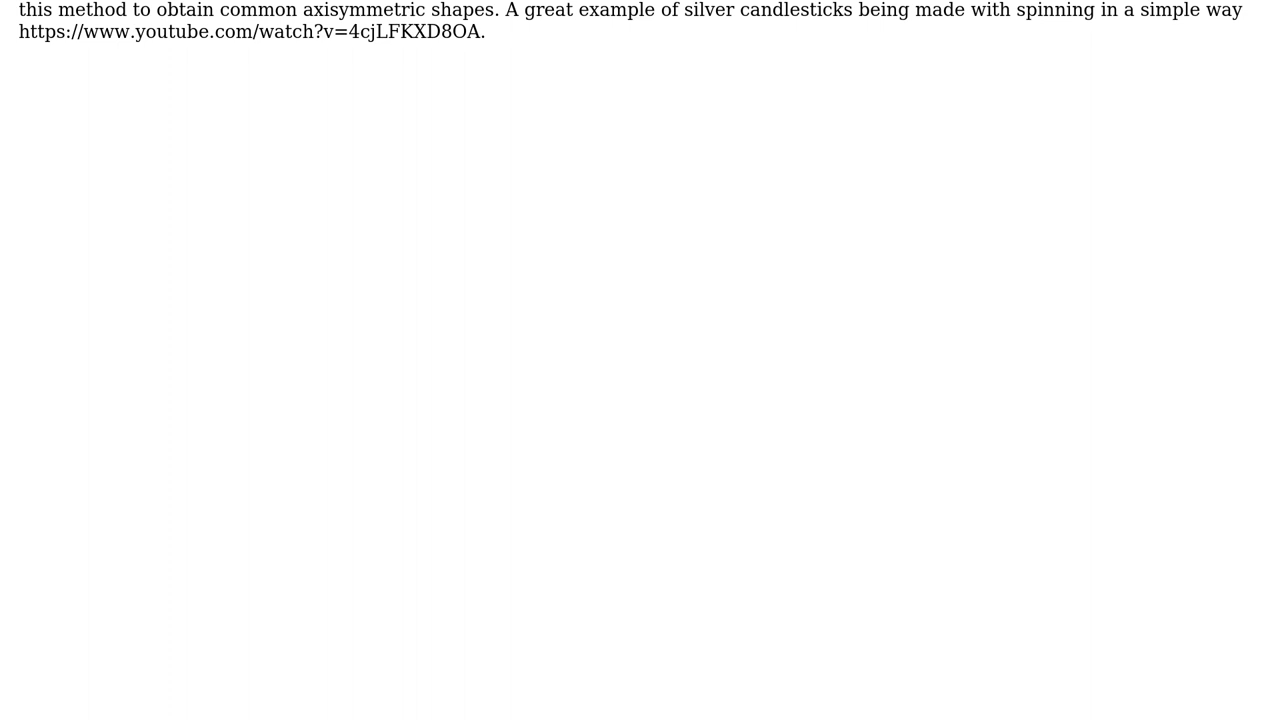 this method to obtain common axisymmetric shapes. A great example of silver candlesticks being made with spinning in a simple way
https://www.youtube.com/watch?v=4cjLFKXD8OA.